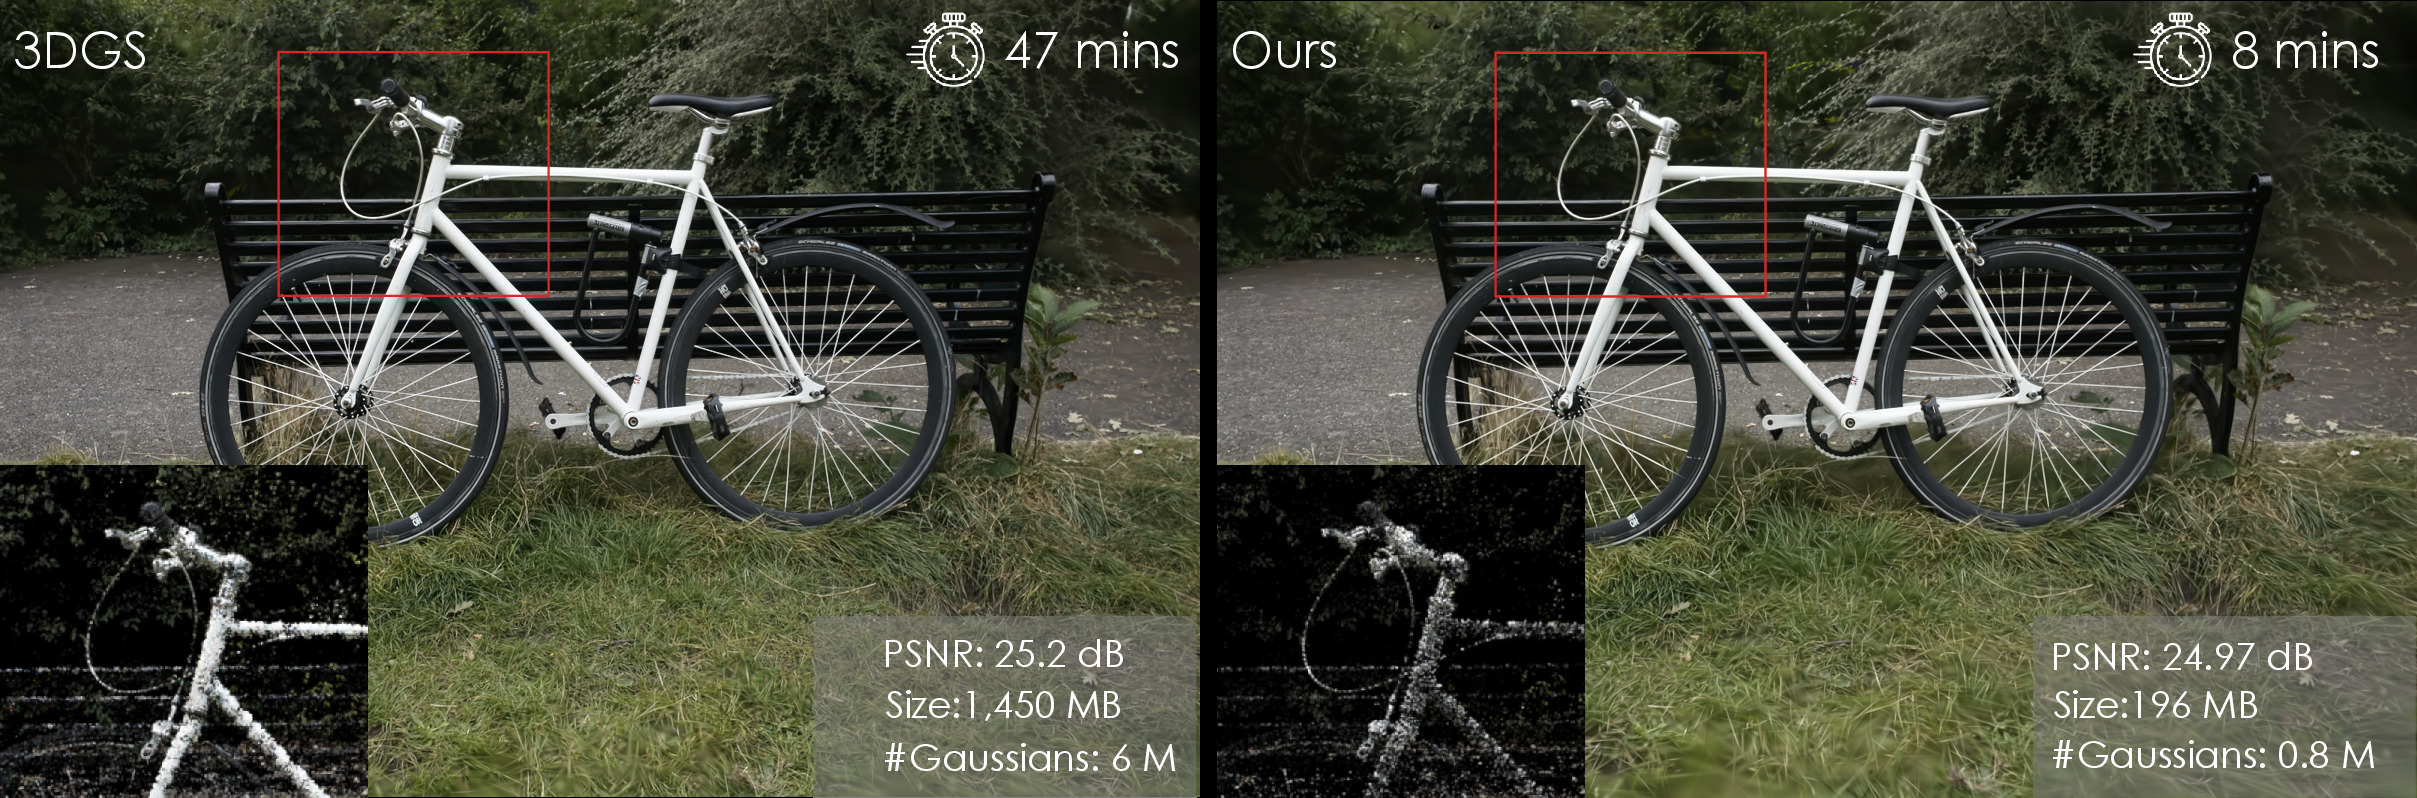 3DGS
47 mins
PSNR: 25.2 dB
Size:1,450 MB
#Gaussians: 6 M
Ours
8 mins
PSNR: 24.97 dB
Size:196 MB
#Gaussians: 0.8 M